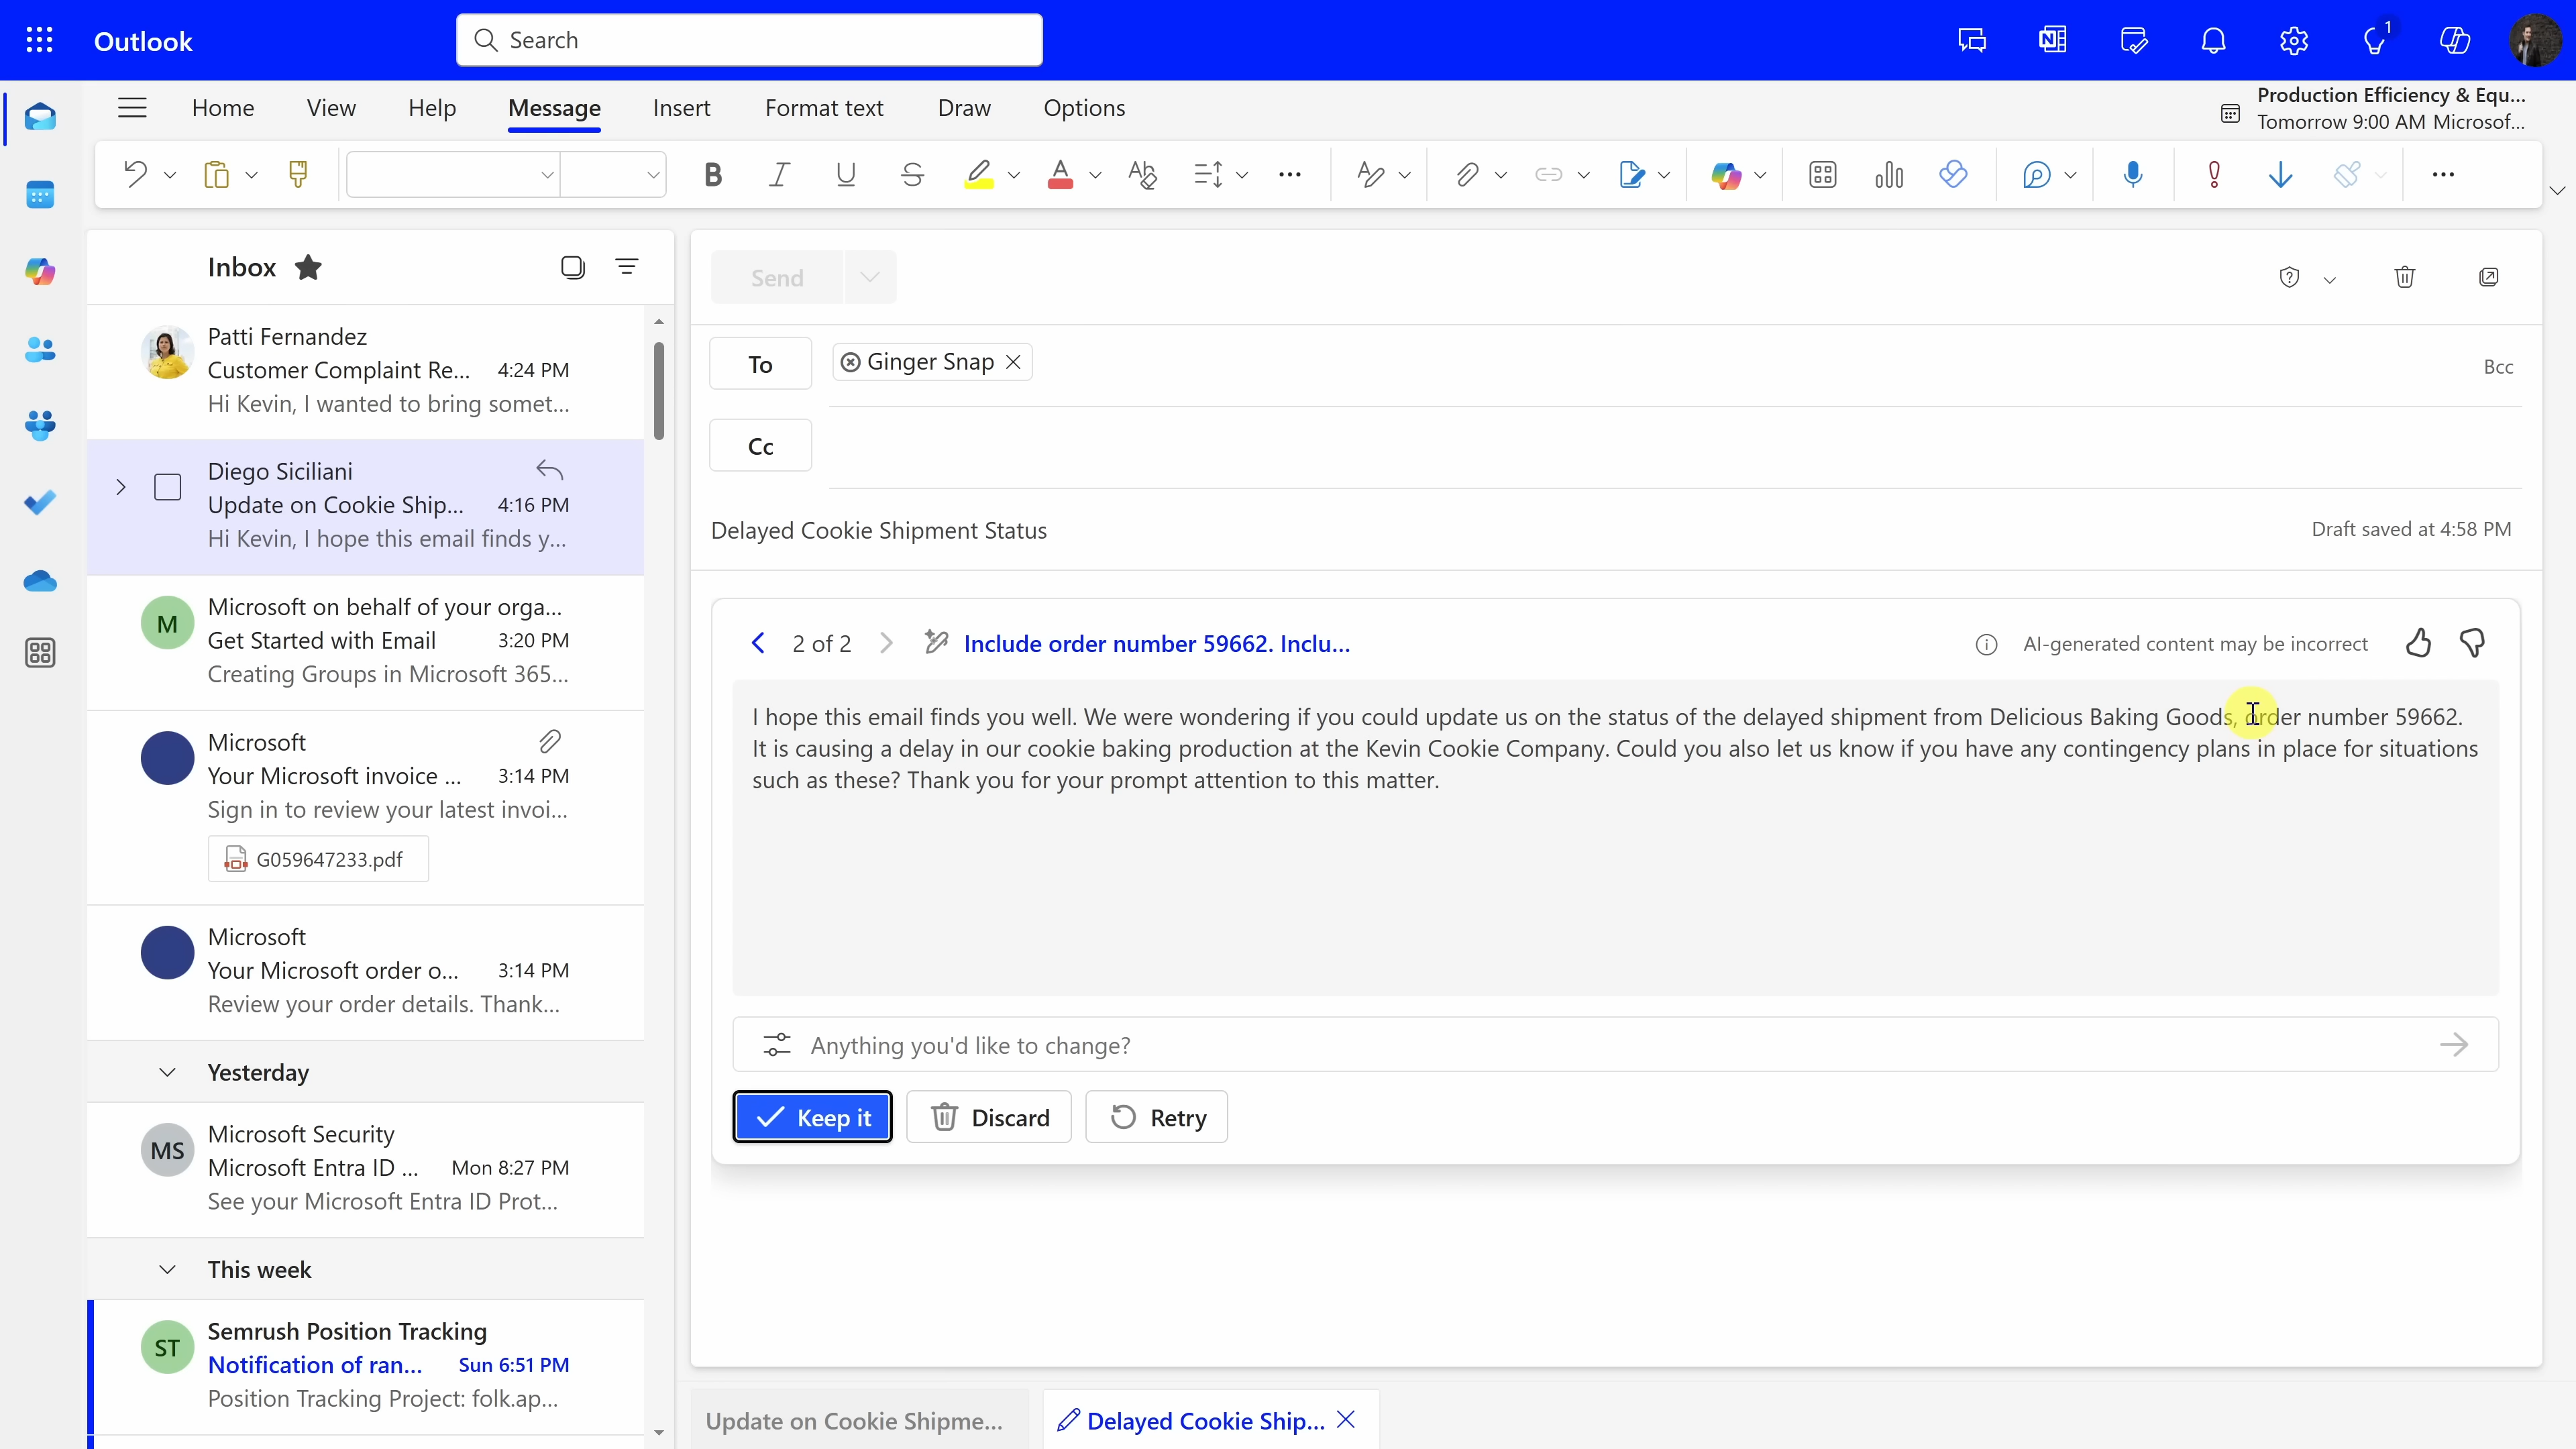 Outlook
Search
1
Home View Help Message Insert Format text Draw Options
Production Efficiency & Equ...
Tomorrow 9:00 AM Microsof...
Inbox
Patti Fernandez
Customer Complaint Re... 4:24 PM
Hi Kevin, I wanted to bring somet...
Diego Siciliani
Update on Cookie Ship... 4:16 PM
Hi Kevin, I hope this email finds y...
M
Microsoft on behalf of your orga...
Get Started with Email 3:20 PM
Creating Groups in Microsoft 365...
Microsoft
Your Microsoft invoice ... 3:14 PM
Sign in to review your latest invoi...
G059647233.pdf
Microsoft
Your Microsoft order o... 3:14 PM
Review your order details. Thank...
Yesterday
MS
Microsoft Security
Microsoft Entra ID ... Mon 8:27 PM
See your Microsoft Entra ID Prot...
This week
ST
Semrush Position Tracking
Notification of ran... Sun 6:51 PM
Position Tracking Project: folk.ap...
Send
To Ginger Snap Bcc
Cc
Delayed Cookie Shipment Status Draft saved at 4:58 PM
2 of 2 Include order number 59662. Inclu... AI-generated content may be incorrect
I hope this email finds you well. We were wondering if you could update us on the status of the delayed shipment from Delicious Baking Goods, order number 59662.
It is causing a delay in our cookie baking production at the Kevin Cookie Company. Could you also let us know if you have any contingency plans in place for situations
such as these? Thank you for your prompt attention to this matter.
Anything you'd like to change?
Keep it Discard Retry
Update on Cookie Shipme... Delayed Cookie Ship...